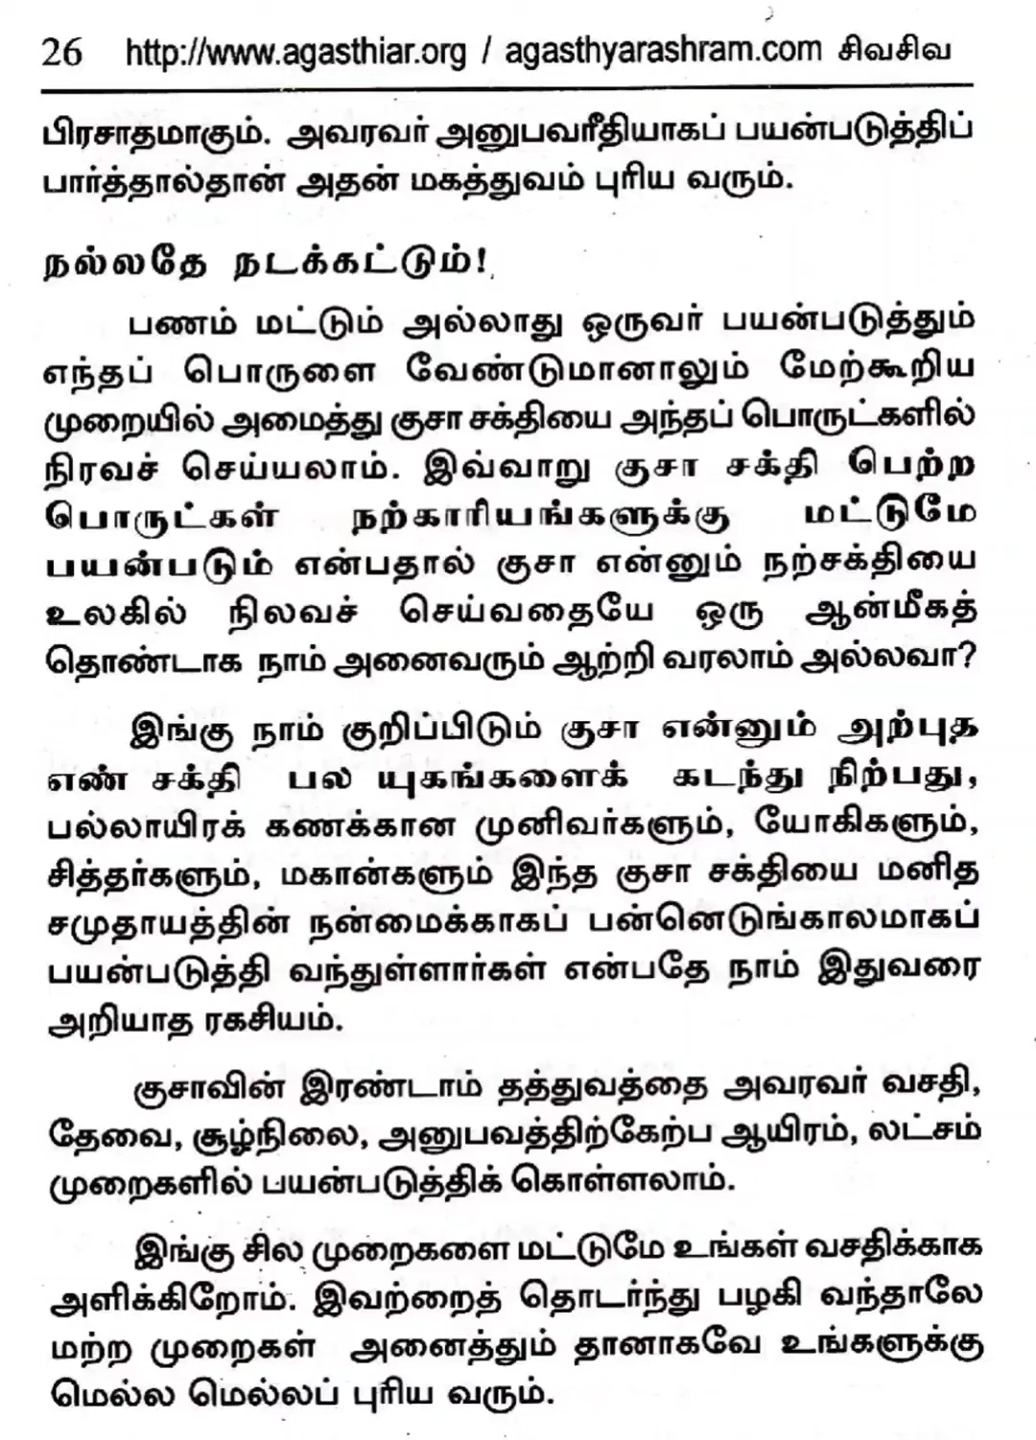 26 http://www.agasthiar.org / agasthyarashram.com சிவசிவ
பிரசாதமாகும். அவரவர் அனுபவரீதியாகப் பயன்படுத்திப்
பார்த்தால்தான் அதன் மகத்துவம் புரிய வரும்.
நல்லதே நடக்கட்டும்!
பணம் மட்டும் அல்லாது ஒருவர் பயன்படுத்தும்
எந்தப் பொருளை வேண்டுமானாலும் மேற்கூறிய
முறையில் அமைத்து குசா சக்தியை அந்தப் பொருட்களில்
நிரவச் செய்யலாம். இவ்வாறு குசா சக்தி பெற்ற
பொருட்கள் நற்காரியங்களுக்கு மட்டுமே
பயன்படும் என்பதால் குசா என்னும் நற்சக்தியை
உலகில் நிலவச் செய்வதையே ஒரு ஆன்மீகத்
தொண்டாக நாம் அனைவரும் ஆற்றி வரலாம் அல்லவா?
இங்கு நாம் குறிப்பிடும் குசா என்னும் அற்புத
எண் சக்தி பல யுகங்களைக் கடந்து நிற்பது,
பல்லாயிரக் கணக்கான முனிவர்களும், யோகிகளும்,
சித்தர்களும், மகான்களும் இந்த குசா சக்தியை மனித
சமுதாயத்தின் நன்மைக்காகப் பன்னெடுங்காலமாகப்
பயன்படுத்தி வந்துள்ளார்கள் என்பதே நாம் இதுவரை
அறியாத ரகசியம்.
குசாவின் இரண்டாம் தத்துவத்தை அவரவர் வசதி,
தேவை, சூழ்நிலை, அனுபவத்திற்கேற்ப ஆயிரம், லட்சம்
முறைகளில் பயன்படுத்திக் கொள்ளலாம்.
இங்கு சில முறைகளை மட்டுமே உங்கள் வசதிக்காக
அளிக்கிறோம். இவற்றைத் தொடர்ந்து பழகி வந்தாலே
மற்ற முறைகள் அனைத்தும் தானாகவே உங்களுக்கு
மெல்ல மெல்லப் புரிய வரும்.